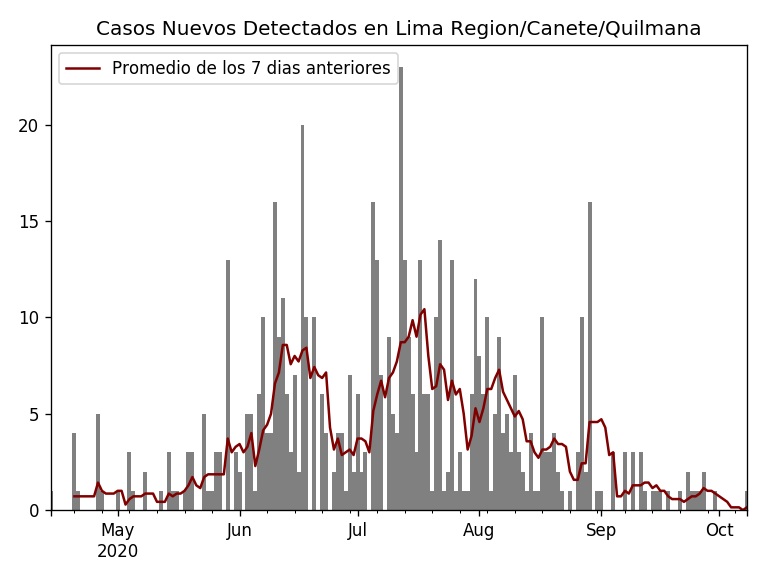 Casos Nuevos Detectados en Lima Region/Canete/Quilmana
Promedio de los 7 dias anteriores
20
15
10
5
0
May Jun Jul Aug Sep Oct
2020